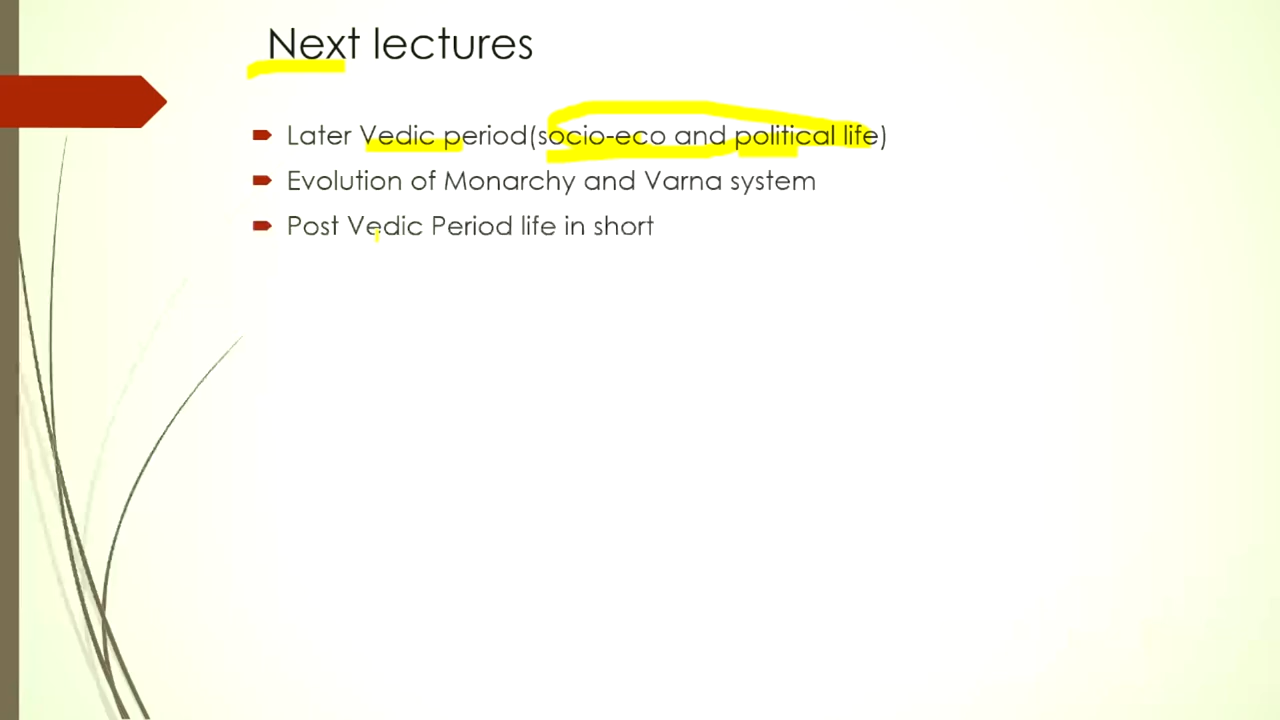 Next lectures
Later Vedic period(socio-eco and political life)
Evolution of Monarchy and Varna system
Post Vedic Period life in short